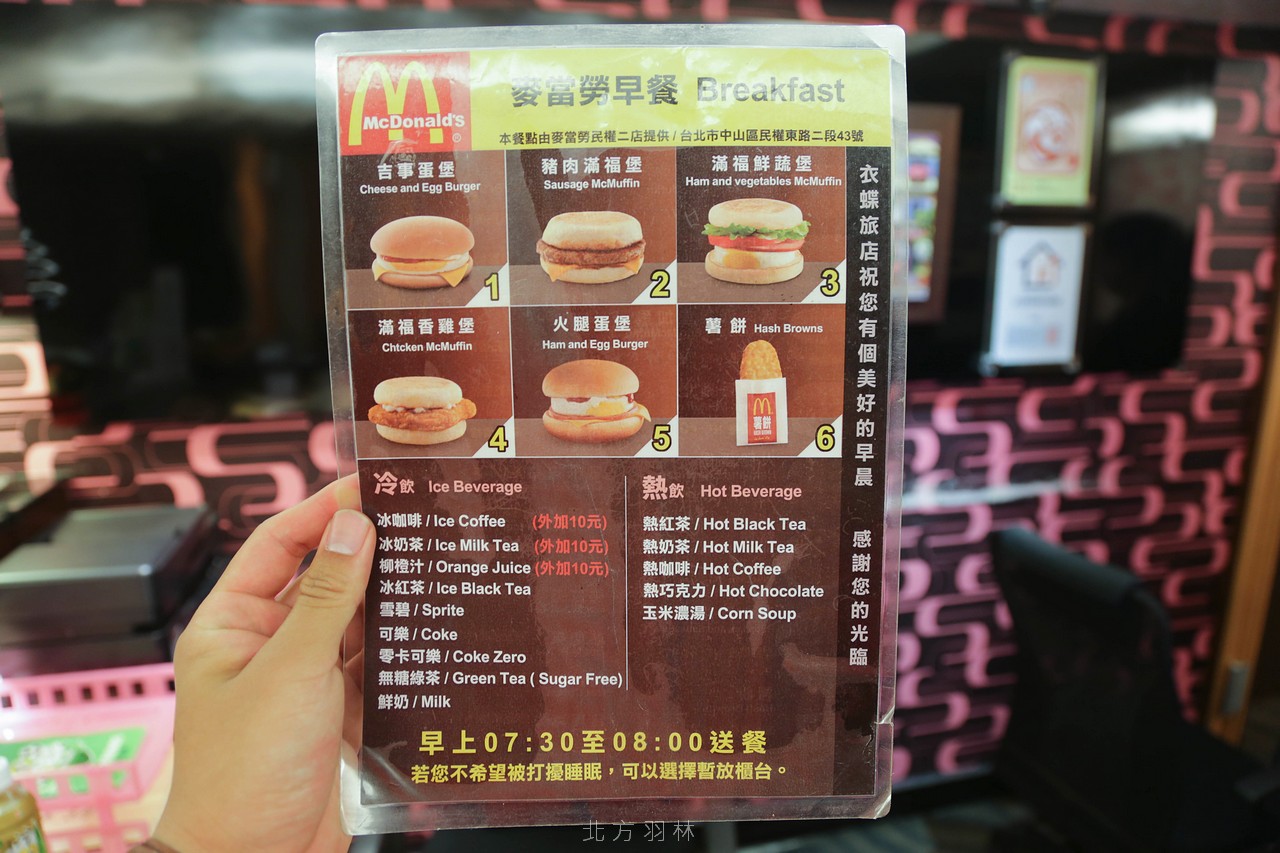 McDonald's ®
麥當勞早餐 Breakfast
本餐點由麥當勞民權二店提供 / 台北市中山區民權東路二段43號
吉事蛋堡
Cheese and Egg Burger
1
豬肉滿福堡
Sausage McMuffin
2
滿福鮮蔬堡
Ham and vegetables McMuffin
3
滿福香雞堡
Chtcken McMuffin
4
火腿蛋堡
Ham and Egg Burger
5
薯餅 Hash Browns
薯餅
6
衣蝶旅店祝您有個美好的早晨 感謝您的光臨
冷飲 Ice Beverage
冰咖啡 / Ice Coffee (外加10元)
冰奶茶 / Ice Milk Tea (外加10元)
柳橙汁 / Orange Juice (外加10元)
冰紅茶 / Ice Black Tea
雪碧 / Sprite
可樂 / Coke
零卡可樂 / Coke Zero
無糖綠茶 / Green Tea ( Sugar Free)
鮮奶 / Milk
熱飲 Hot Beverage
熱紅茶 / Hot Black Tea
熱奶茶 / Hot Milk Tea
熱咖啡 / Hot Coffee
熱巧克力 / Hot Chocolate
玉米濃湯 / Corn Soup
早上07:30至08:00送餐
若您不希望被打擾睡眠，可以選擇暫放櫃台。
北方羽林